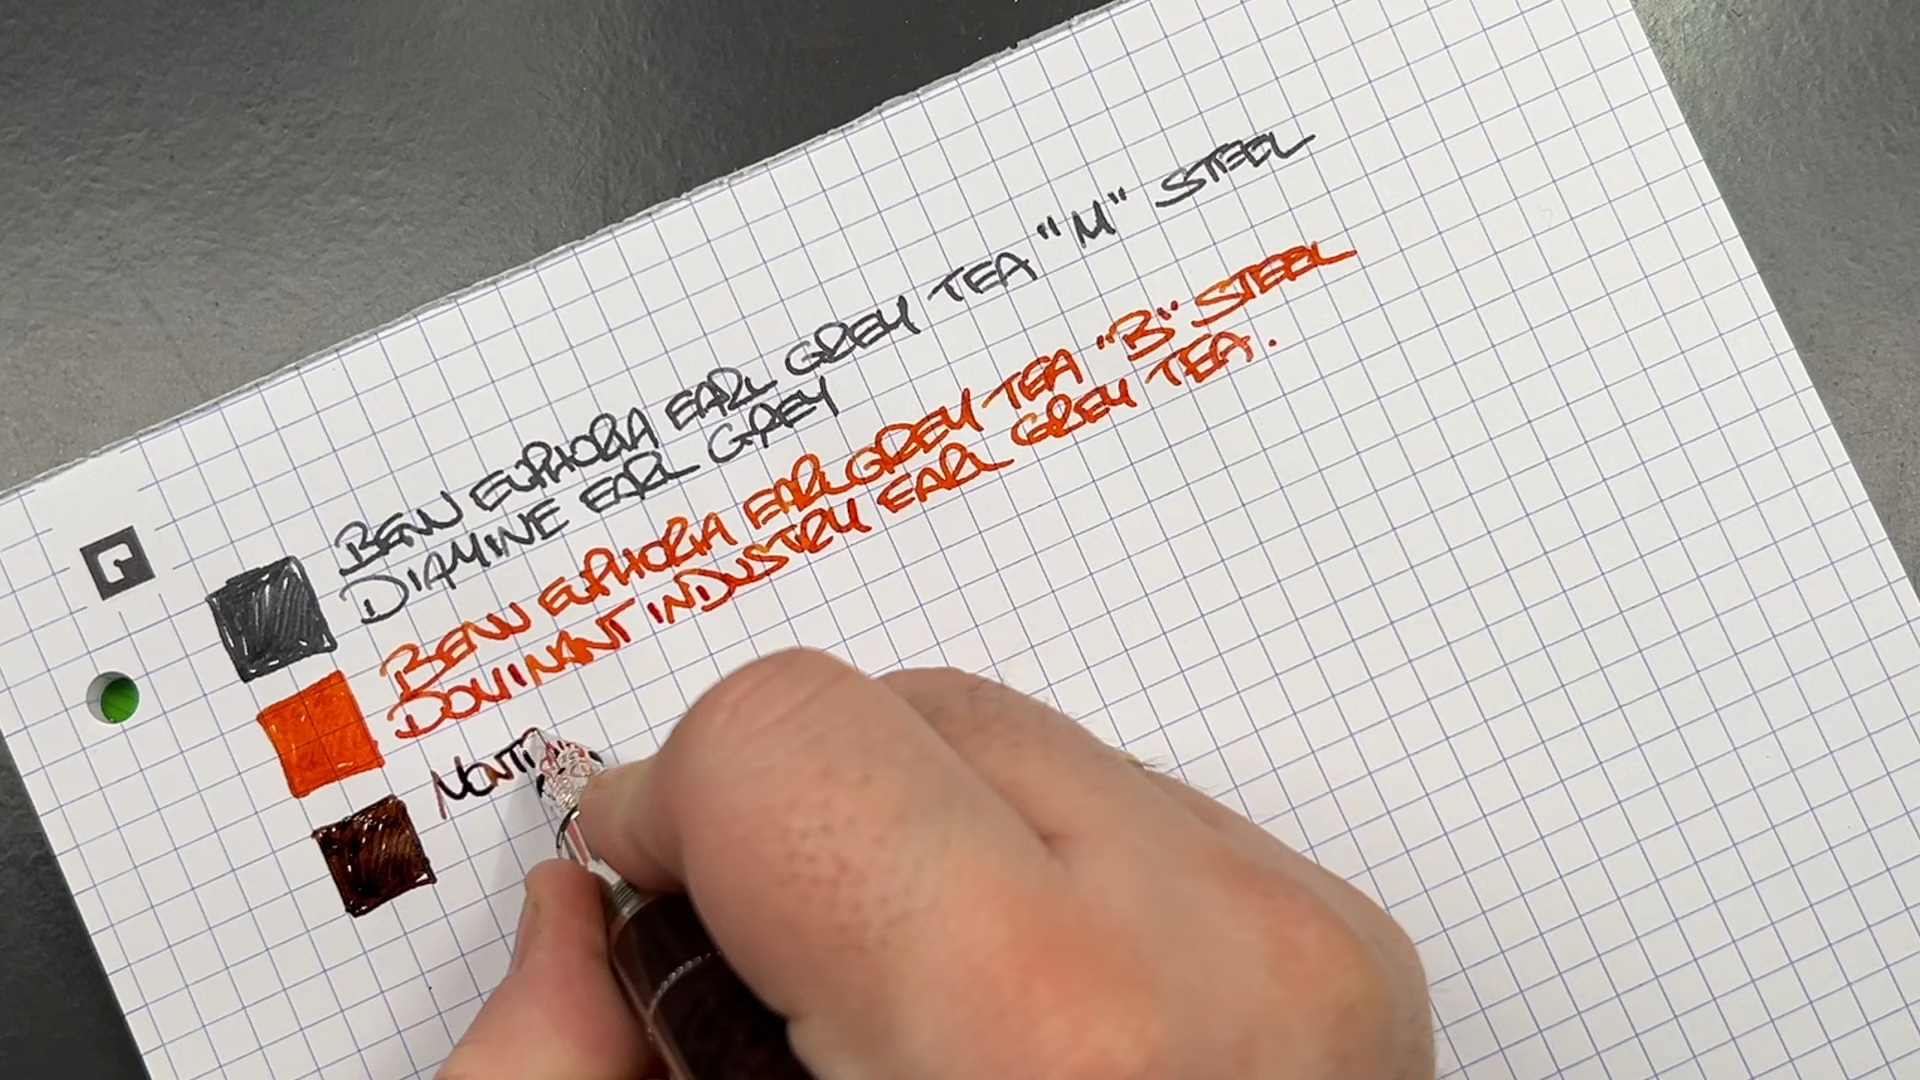 BENU EUPHORIA EARL GREY TEA "M" STEEL
DIAMINE EARL GREY
BENU EUPHORIA EARL GREY TEA "B" STEEL
DOMINANT INDUSTRY EARL GREY TEA.
MONT